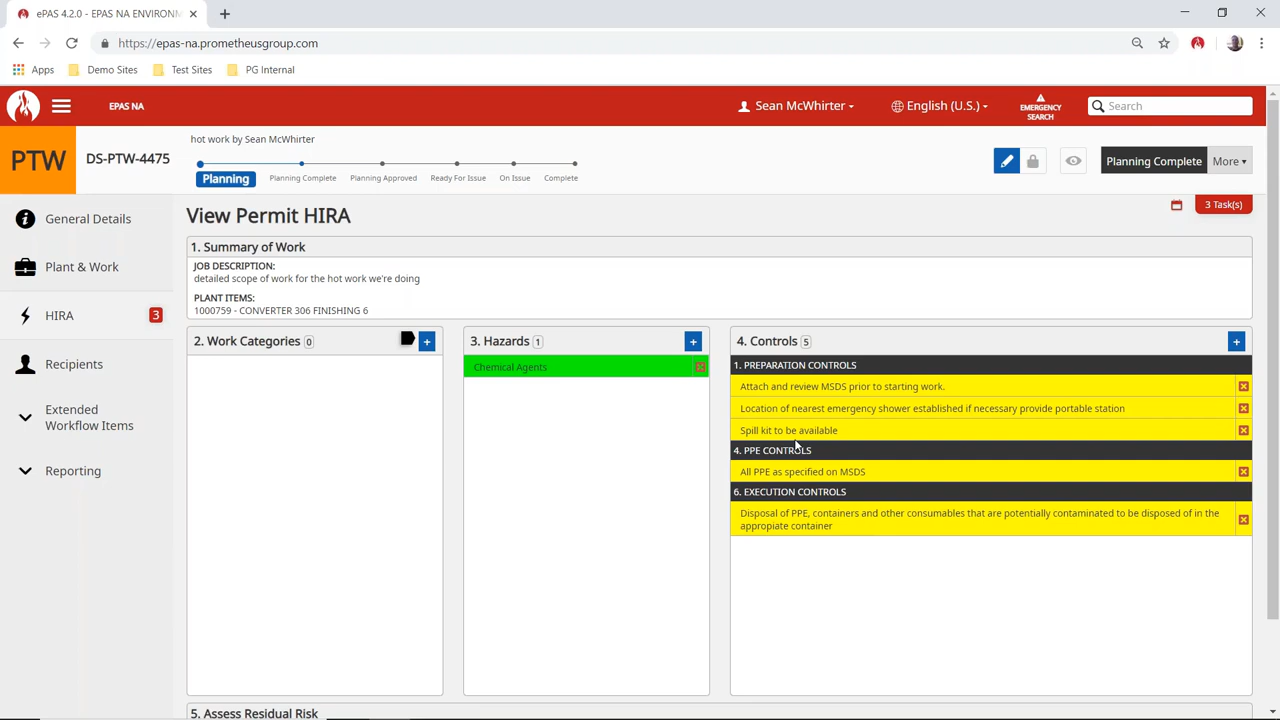 ePAS 4.2.0 - EPAS NA ENVIRONM
https://epas-na.prometheusgroup.com
Apps Demo Sites Test Sites PG Internal
EPAS NA Sean McWhirter English (U.S.) EMERGENCY SEARCH Search
PTW DS-PTW-4475
hot work by Sean McWhirter
Planning Planning Complete Planning Approved Ready For Issue On Issue Complete
Planning Complete More
General Details
Plant & Work
HIRA 3
Recipients
Extended
Workflow Items
Reporting
View Permit HIRA
3 Task(s)
1. Summary of Work
JOB DESCRIPTION:
detailed scope of work for the hot work we're doing
PLANT ITEMS:
1000759 - CONVERTER 306 FINISHING 6
2. Work Categories 0 +
3. Hazards 1 +
Chemical Agents
4. Controls 5 +
1. PREPARATION CONTROLS
Attach and review MSDS prior to starting work.
Location of nearest emergency shower established if necessary provide portable station
Spill kit to be available
4. PPE CONTROLS
All PPE as specified on MSDS
6. EXECUTION CONTROLS
Disposal of PPE, containers and other consumables that are potentially contaminated to be disposed of in the
appropiate container
5. Assess Residual Risk